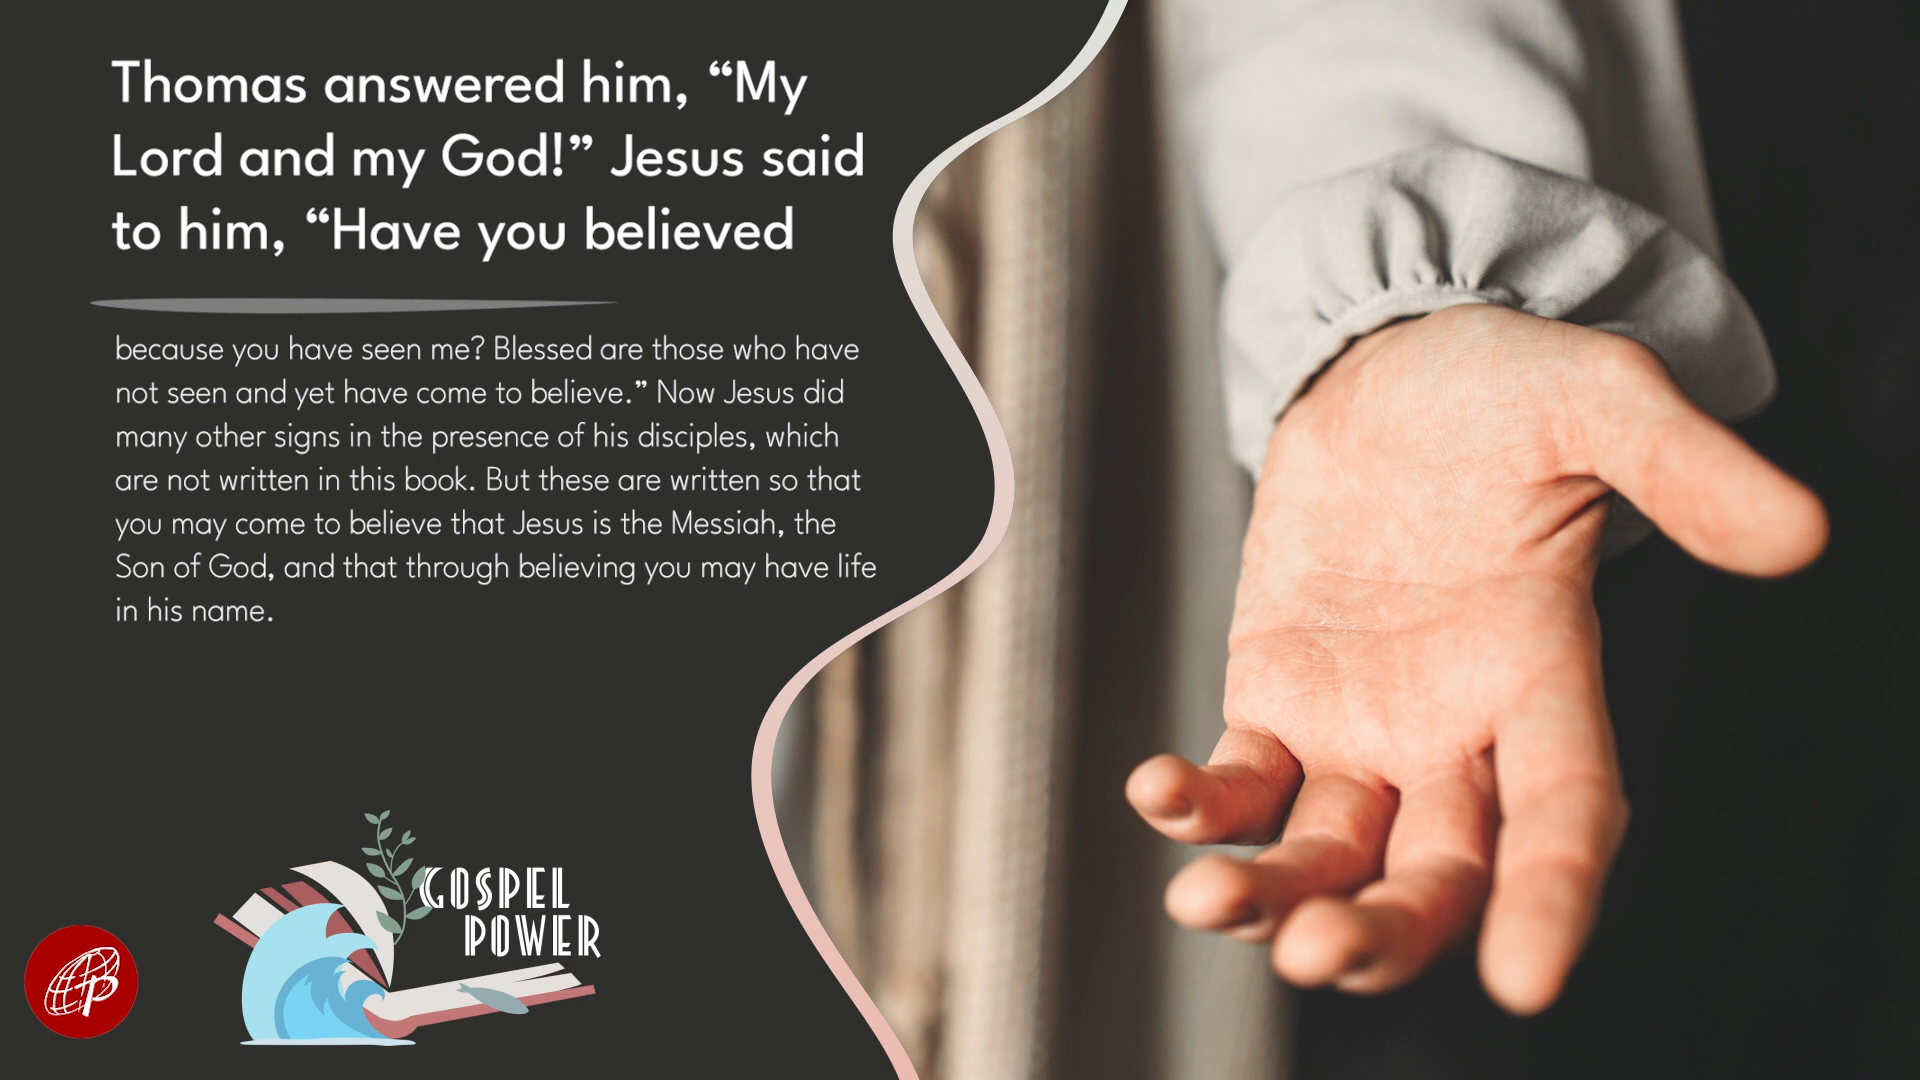 Thomas answered him, “My
Lord and my God!” Jesus said
to him, “Have you believed
because you have seen me? Blessed are those who have
not seen and yet have come to believe.” Now Jesus did
many other signs in the presence of his disciples, which
are not written in this book. But these are written so that
you may come to believe that Jesus is the Messiah, the
Son of God, and that through believing you may have life
in his name.
GOSPEL
POWER